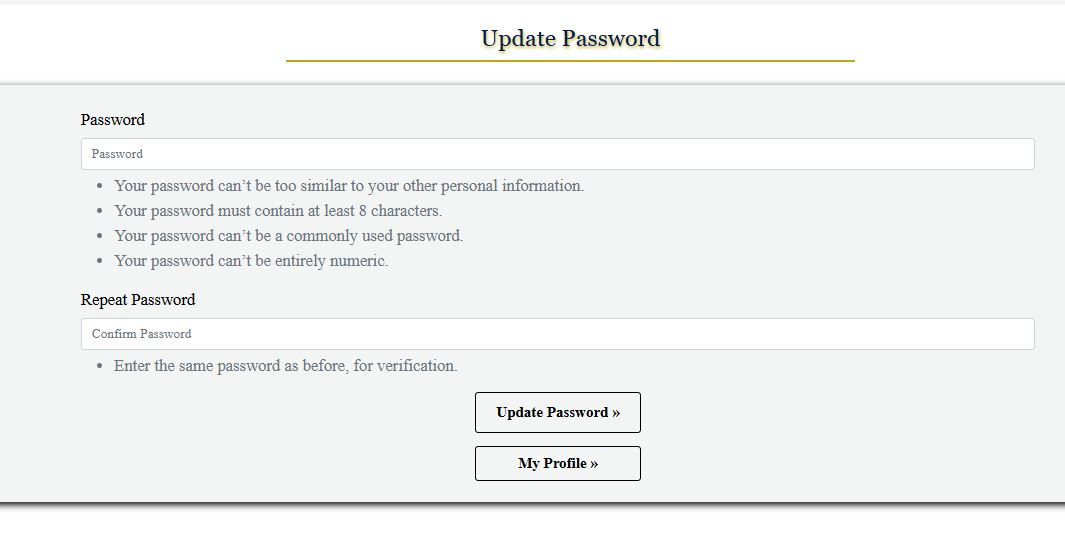 Update Password
Password
Password
Your password can’t be too similar to your other personal information.
Your password must contain at least 8 characters.
Your password can’t be a commonly used password.
Your password can’t be entirely numeric.
Repeat Password
Confirm Password
Enter the same password as before, for verification.
Update Password »
My Profile »